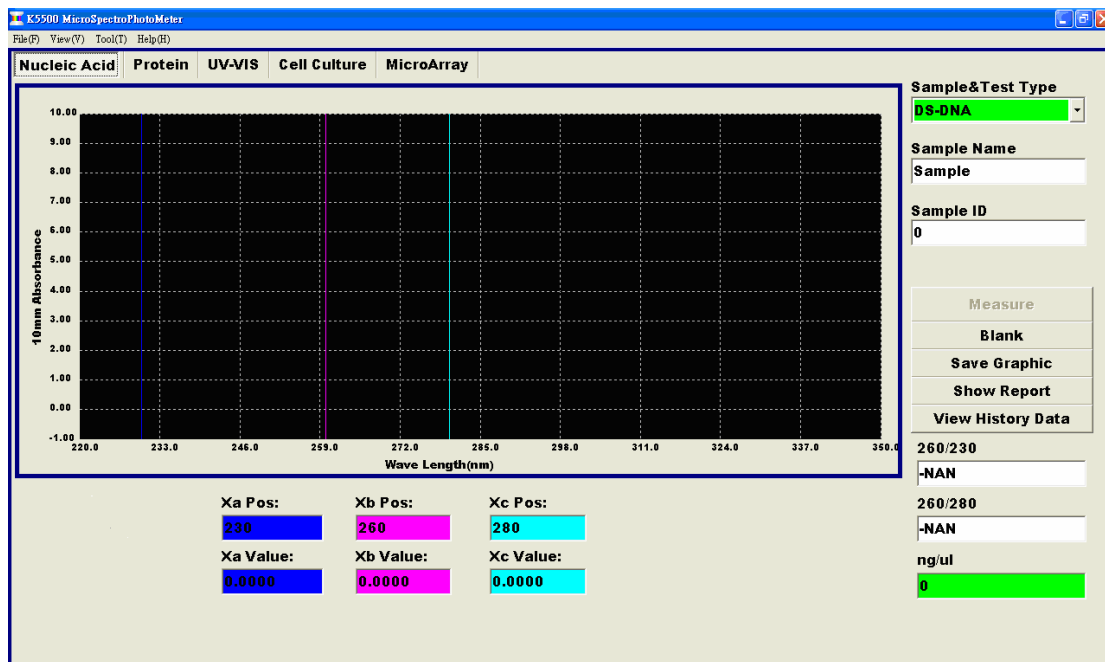 K5500 MicroSpectroPhotoMeter
File(F) View(V) Tool(T) Help(H)
Nucleic Acid Protein UV-VIS Cell Culture MicroArray
Sample&Test Type
DS-DNA
Sample Name
Sample
Sample ID
0
10mm Absorbance
10.00
9.00
8.00
7.00
6.00
5.00
4.00
3.00
2.00
1.00
0.00
-1.00
220.0 233.0 246.0 259.0 272.0 285.0 298.0 311.0 324.0 337.0 350.0
Wave Length(nm)
Measure
Blank
Save Graphic
Show Report
View History Data
260/230
-NAN
260/280
-NAN
ng/ul
0
Xa Pos: Xb Pos: Xc Pos:
230 260 280
Xa Value: Xb Value: Xc Value:
0.0000 0.0000 0.0000